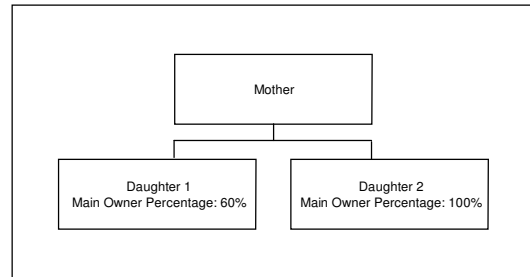 Mother
Daughter 1
Main Owner Percentage: 60%
Daughter 2
Main Owner Percentage: 100%